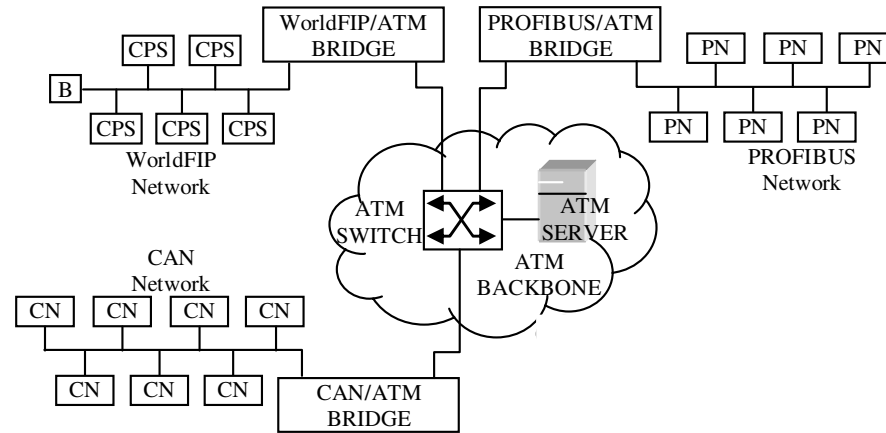 WorldFIP/ATM
BRIDGE
PROFIBUS/ATM
BRIDGE
CPS CPS
B
CPS CPS CPS
WorldFIP
Network
PN PN PN
PN PN PN
PROFIBUS
Network
ATM
SWITCH
ATM
SERVER
ATM
BACKBONE
CAN
Network
CN CN CN CN
CN CN CN
CAN/ATM
BRIDGE